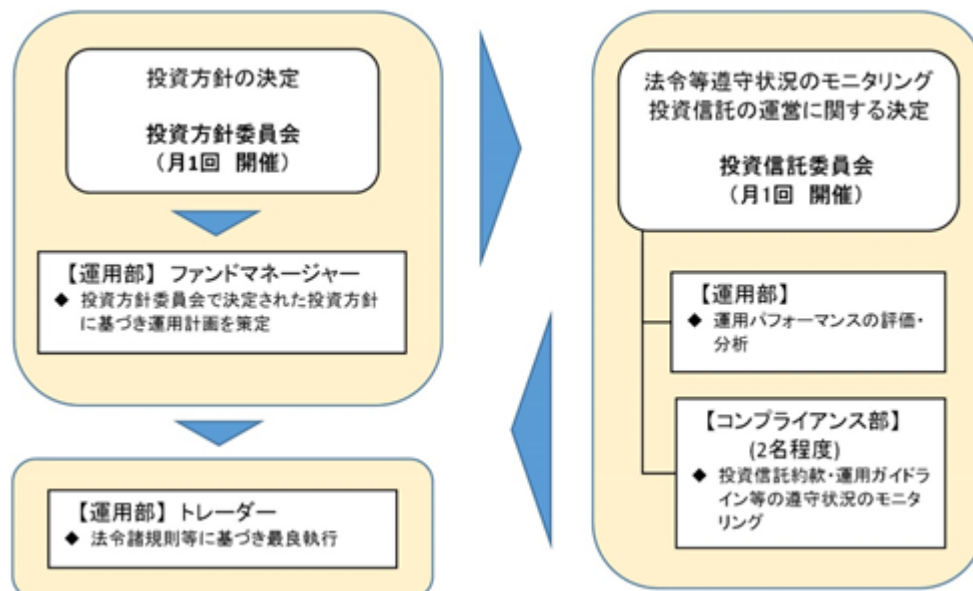 投資方針の決定
投資方針委員会
（月1回　開催）
【運用部】 ファンドマネージャー
◆ 投資方針委員会で決定された投資方針
に基づき運用計画を策定
【運用部】 トレーダー
◆ 法令諸規則等に基づき最良執行
法令等遵守状況のモニタリング
投資信託の運営に関する決定
投資信託委員会
（月1回　開催）
【運用部】
◆ 運用パフォーマンスの評価・
分析
【コンプライアンス部】
(2名程度)
◆ 投資信託約款・運用ガイドラ
イン等の遵守状況のモニタ
リング